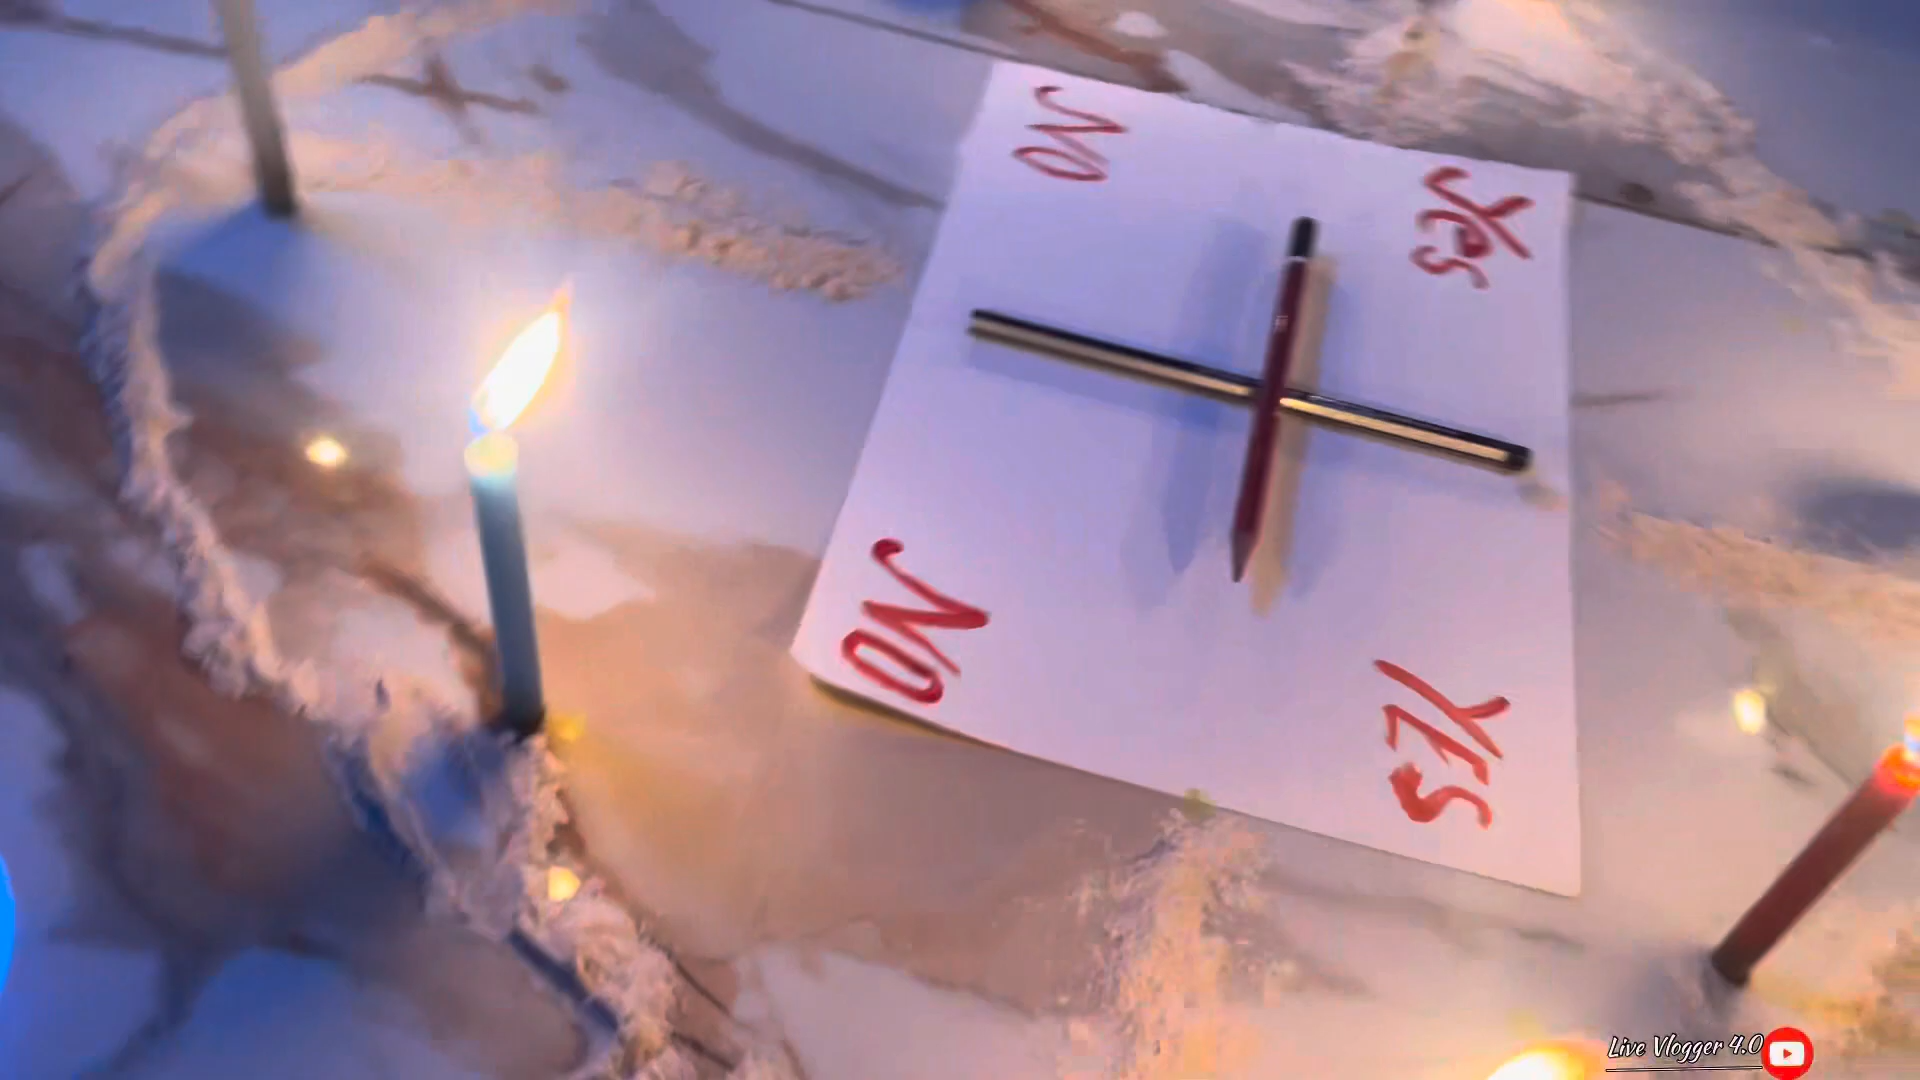 NO
Yes
NO
YES
Live Vlogger 4.0